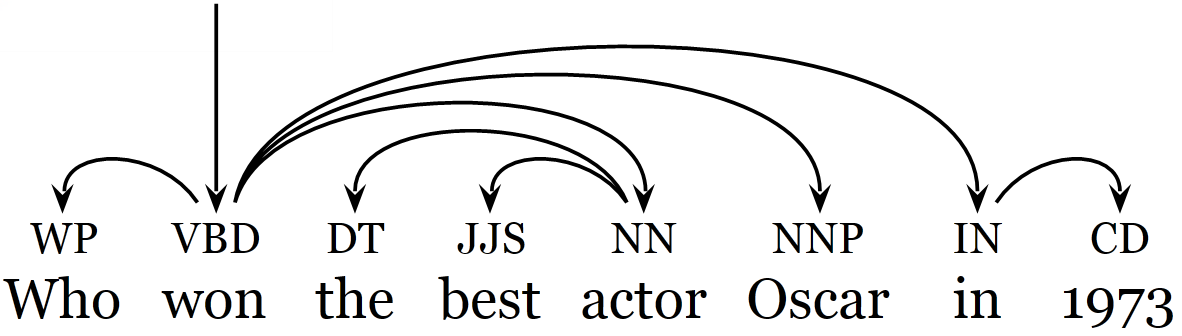 WP VBD DT JJS NN NNP IN CD
Who won the best actor Oscar in 1973